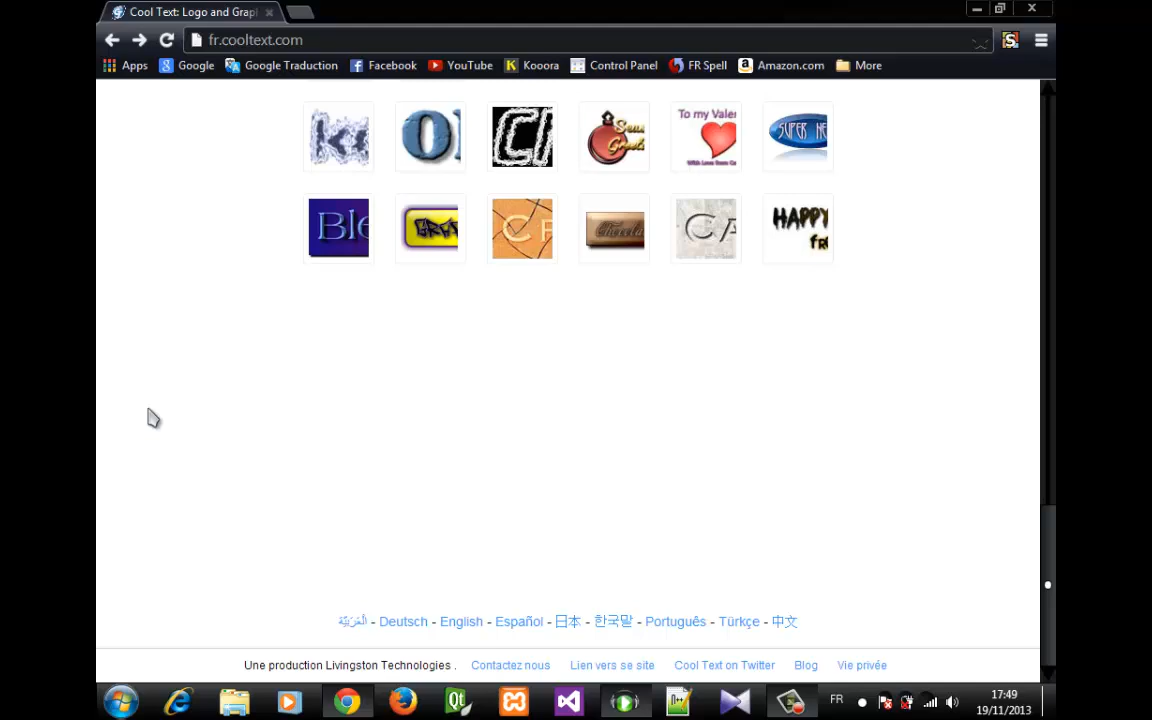 Cool Text: Logo and Grap
fr.cooltext.com
Apps Google Google Traduction Facebook YouTube Kooora Control Panel FR Spell Amazon.com More
To my Valen
SUPER HE
Ble
HAPPY
العربية - Deutsch - English - Español - 日本 - 한국말 - Português - Türkçe - 中文
Une production Livingston Technologies . Contactez nous Lien vers se site Cool Text on Twitter Blog Vie privée
FR 17:49
19/11/2013